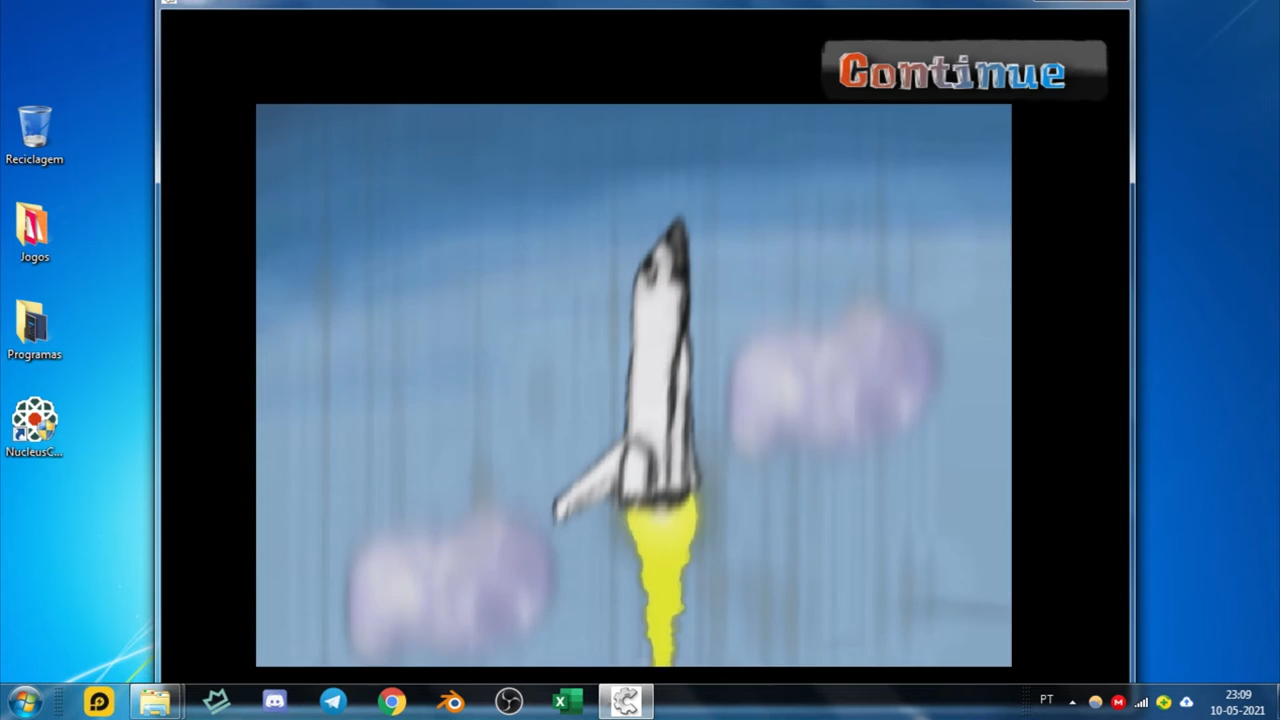 Continue
Reciclagem
Jogos
Programas
NucleusC...
PT
23:09
10-05-2021